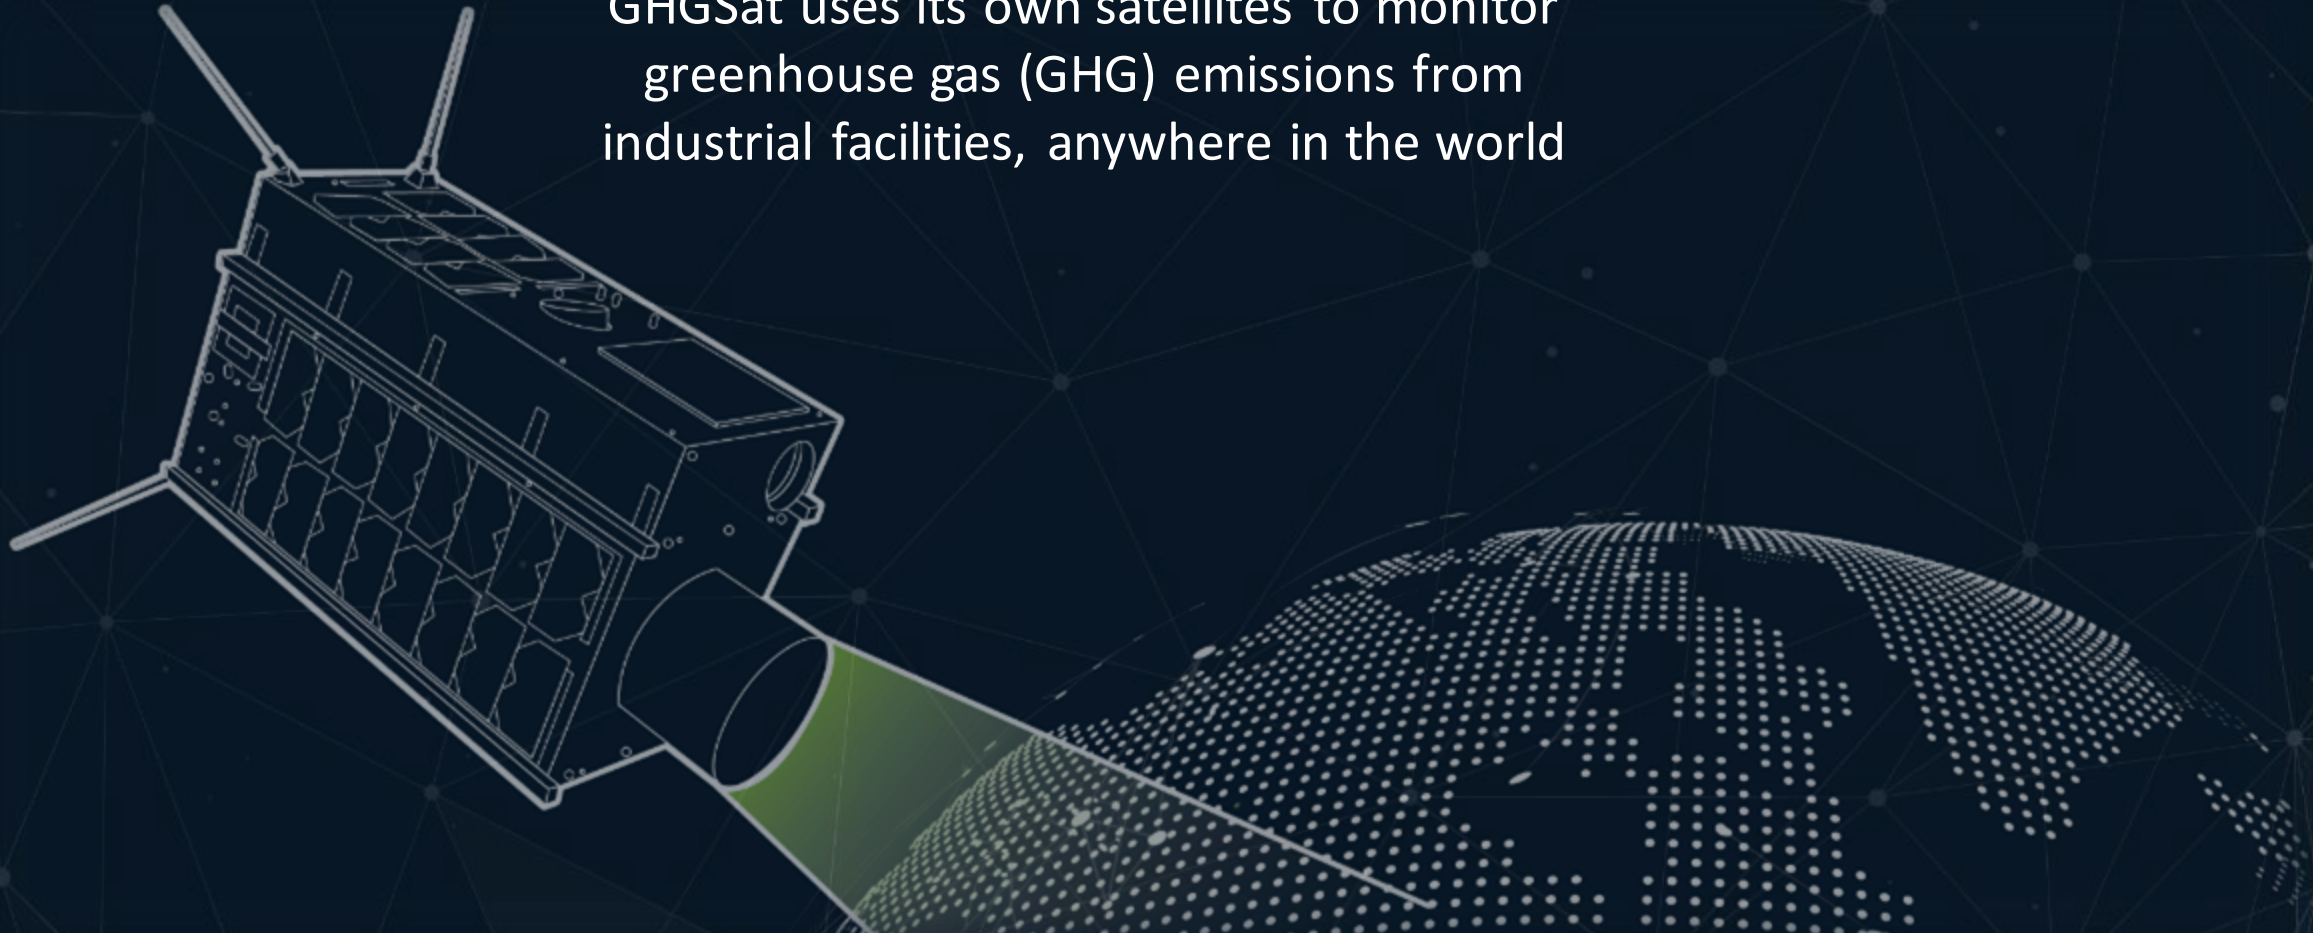 GHGSat uses its own satellites to monitor
greenhouse gas (GHG) emissions from
industrial facilities, anywhere in the world